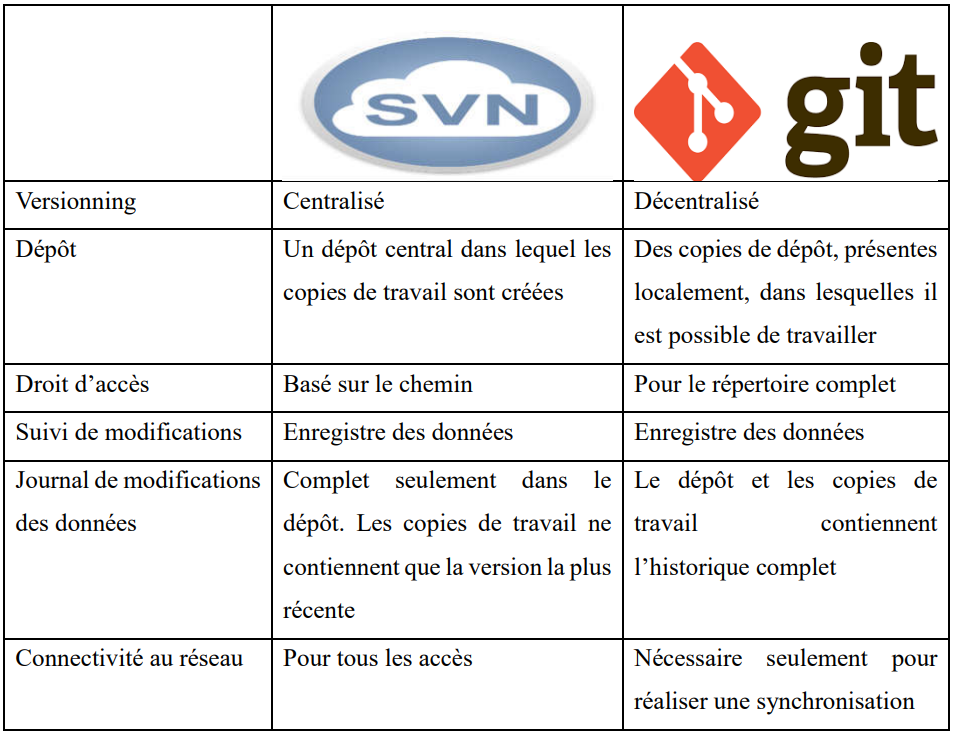 SVN
git
Versionning
Centralisé
Décentralisé
Dépôt
Un dépôt central dans lequel les
copies de travail sont créées
Des copies de dépôt, présentes
localement, dans lesquelles il
est possible de travailler
Droit d’accès
Basé sur le chemin
Pour le répertoire complet
Suivi de modifications
Enregistre des données
Enregistre des données
Journal de modifications
des données
Complet seulement dans le
dépôt. Les copies de travail ne
contiennent que la version la plus
récente
Le dépôt et les copies de
travail contiennent
l’historique complet
Connectivité au réseau
Pour tous les accès
Nécessaire seulement pour
réaliser une synchronisation